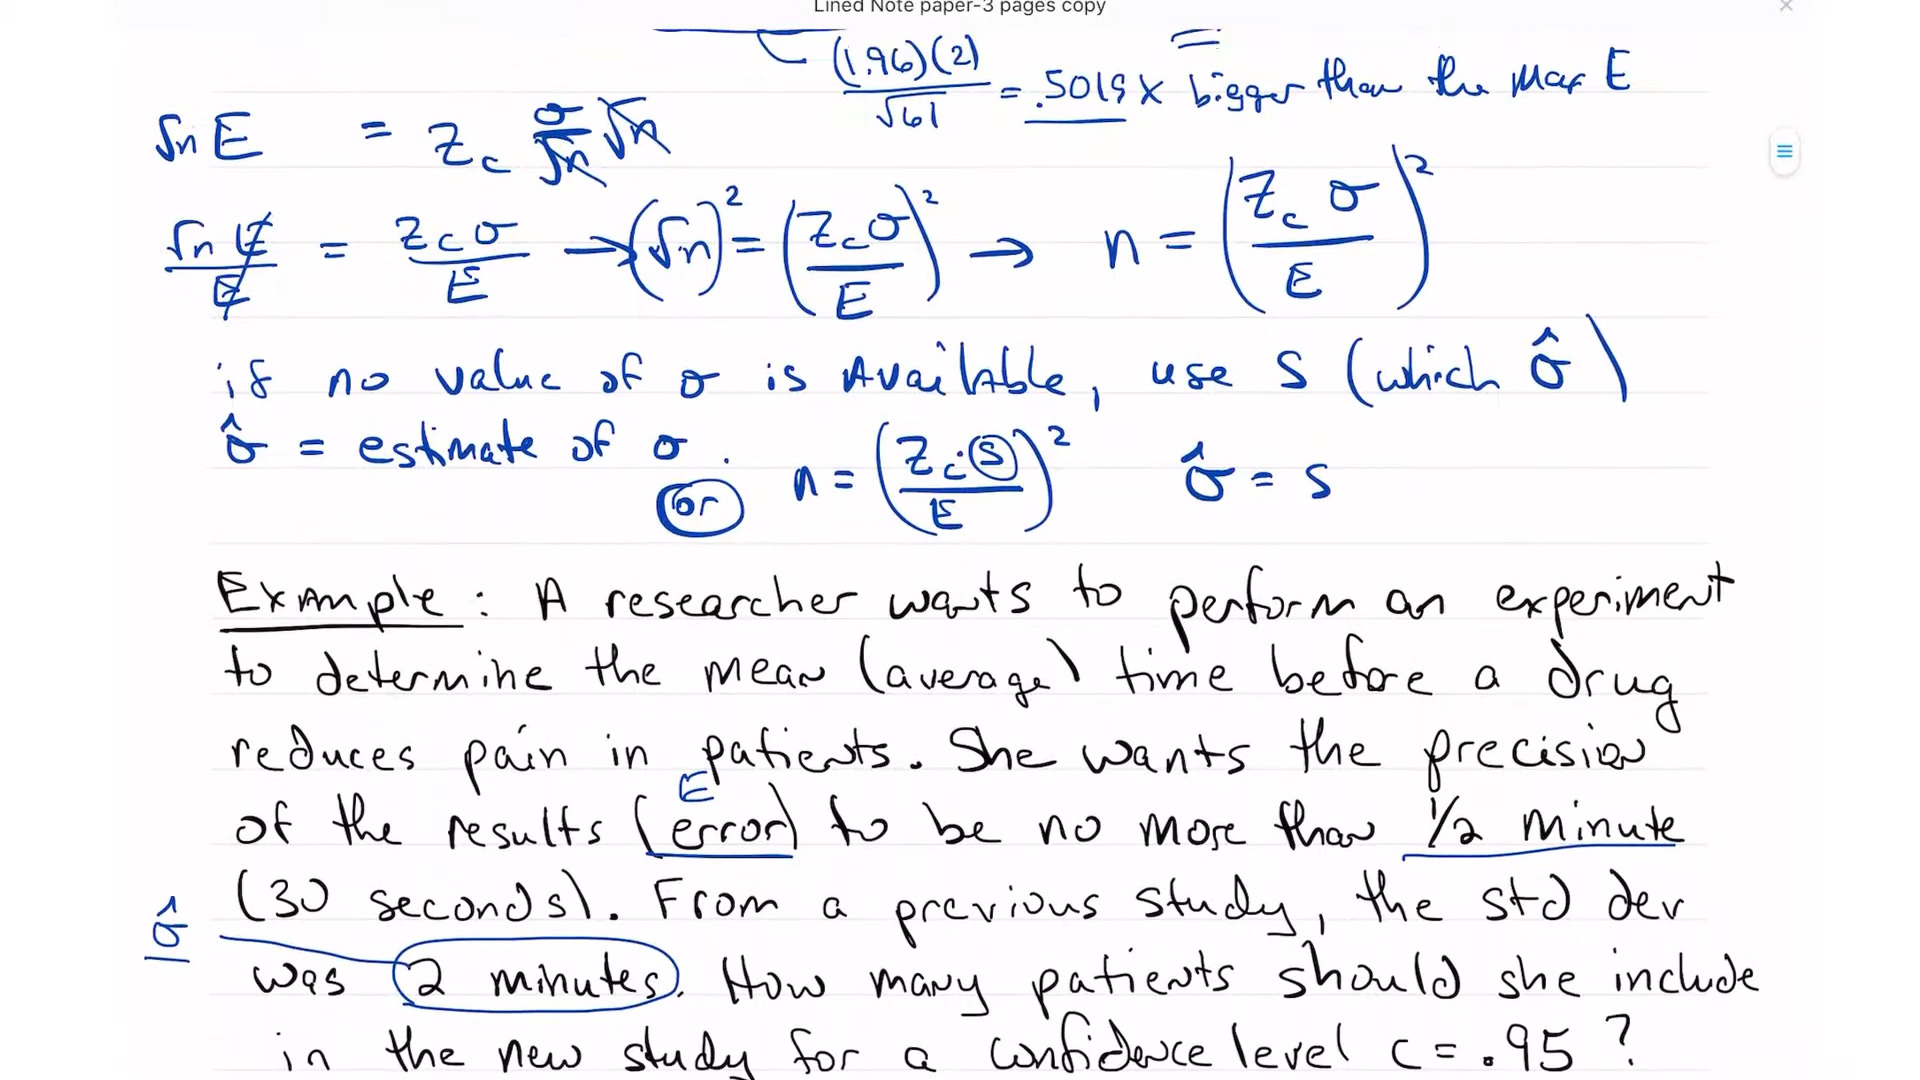 Lined Note paper-3 pages copy
(1.96)(2) / √61 = .5019 X bigger than the max E
√n E = Z_c σ/√n √n
√n E / E = Z_c σ / E → (√n)² = (Z_c σ / E)² → n = (Z_c σ / E)²
if no value of σ is Available, use S (which σ̂)
σ̂ = estimate of σ.
or n = (Z_c · s / E)² σ̂ = s
Example: A researcher wants to perform an experiment
to determine the mean (average) time before a drug
reduces pain in patients. She wants the precision
E
of the results (error) to be no more than 1/2 minute
(30 seconds). From a previous study, the std dev
σ̂
was 2 minutes. How many patients should she include
in the new study for a confidence level c = .95 ?